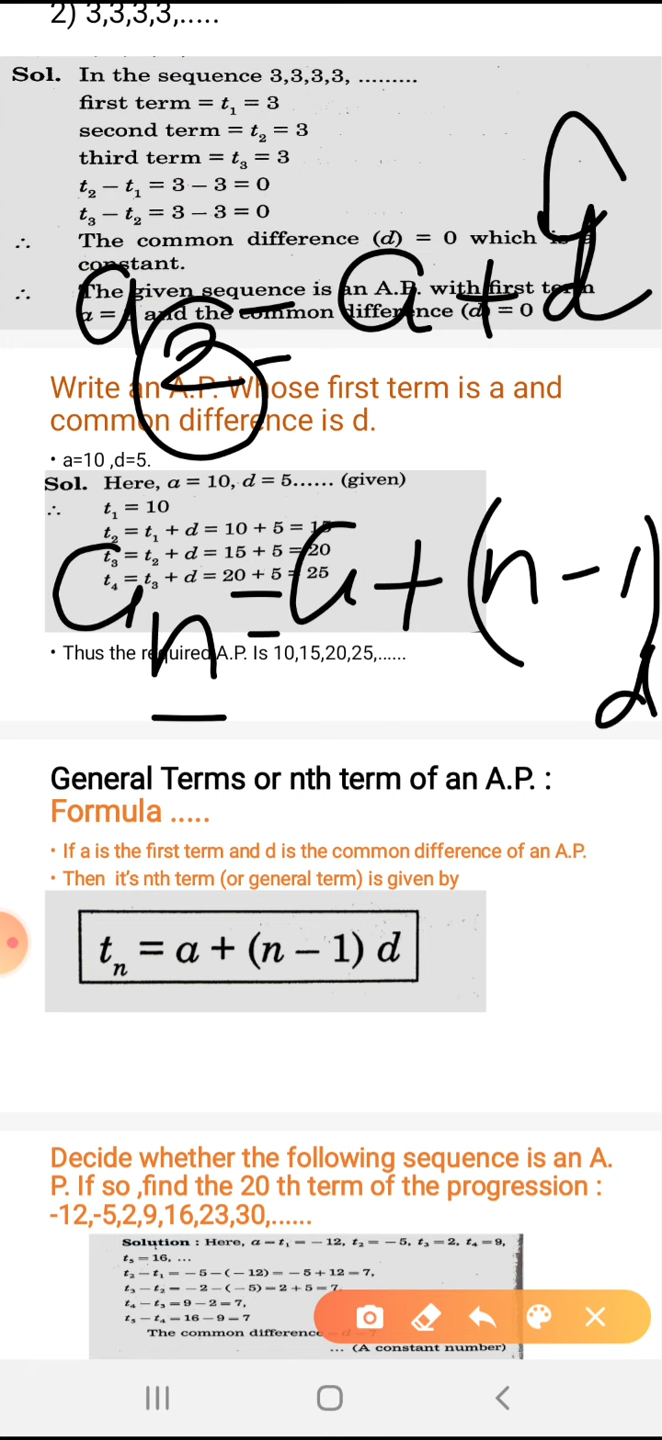 2) 3,3,3,3,.....
Sol. In the sequence 3,3,3,3, .........
first term = t₁ = 3
second term = t₂ = 3
third term = t₃ = 3
t₂ – t₁ = 3 – 3 = 0
t₃ – t₂ = 3 – 3 = 0
∴ The common difference (d) = 0 which
constant.
∴ The given sequence is an A.P. with first term
a = and the common difference (d) = 0
a₂ = a + d
Write an A.P. Whose first term is a and
common difference is d.
• a=10 ,d=5.
Sol. Here, a = 10, d = 5...... (given)
∴ t₁ = 10
t₂ = t₁ + d = 10 + 5 = 15
t₃ = t₂ + d = 15 + 5 = 20
t₄ = t₃ + d = 20 + 5 = 25
aₙ = a + (n - 1) d
• Thus the required A.P. Is 10,15,20,25,......
General Terms or nth term of an A.P. :
Formula .....
• If a is the first term and d is the common difference of an A.P.
• Then it's nth term (or general term) is given by
tₙ = a + (n – 1) d
Decide whether the following sequence is an A.
P. If so ,find the 20 th term of the progression :
-12,-5,2,9,16,23,30,......
Solution : Here, a = t₁ = – 12, t₂ = – 5, t₃ = 2, t₄ = 9,
t₅ = 16, ...
t₂ – t₁ = – 5 – (– 12) = – 5 + 12 = 7,
t₃ – t₂ = – 2 – (– 5) = 2 + 5 = 7
t₄ – t₃ = 9 – 2 = 7,
t₅ – t₄ = 16 – 9 = 7
The common difference
... (A constant number)